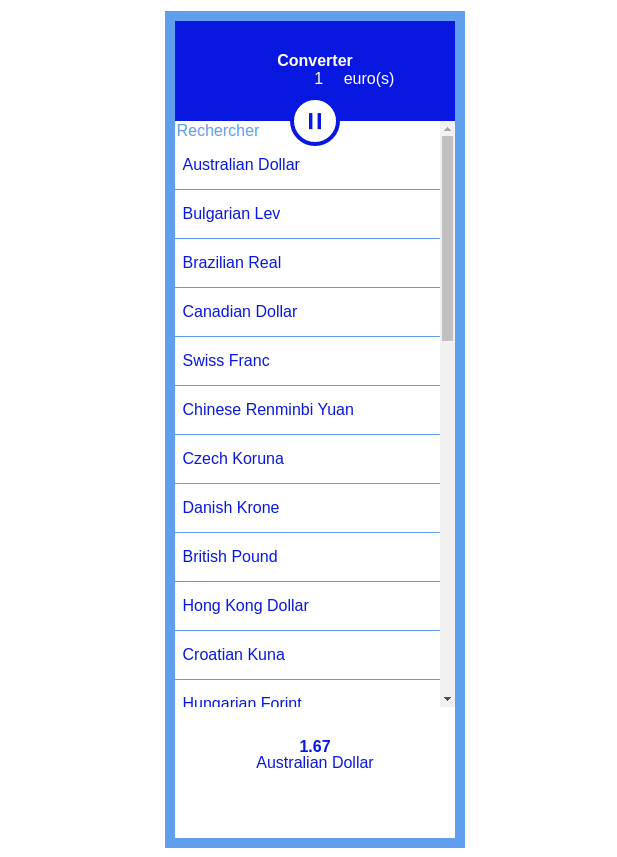 Converter
1 euro(s)
Rechercher
Australian Dollar
Bulgarian Lev
Brazilian Real
Canadian Dollar
Swiss Franc
Chinese Renminbi Yuan
Czech Koruna
Danish Krone
British Pound
Hong Kong Dollar
Croatian Kuna
Hungarian Forint
1.67
Australian Dollar